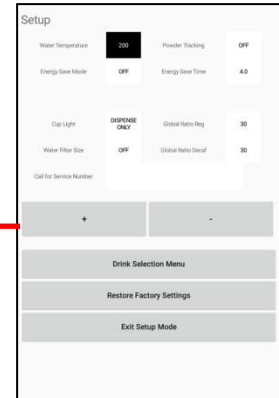 Setup
Water Temperature 200 Powder Tracking OFF
Energy Save Mode OFF Energy Save Time 4.0
Cup Light DISPENSE ONLY Global Ratio Reg 30
Water Filter Size OFF Global Ratio Decaf 30
Call for Service Number
+ -
Drink Selection Menu
Restore Factory Settings
Exit Setup Mode